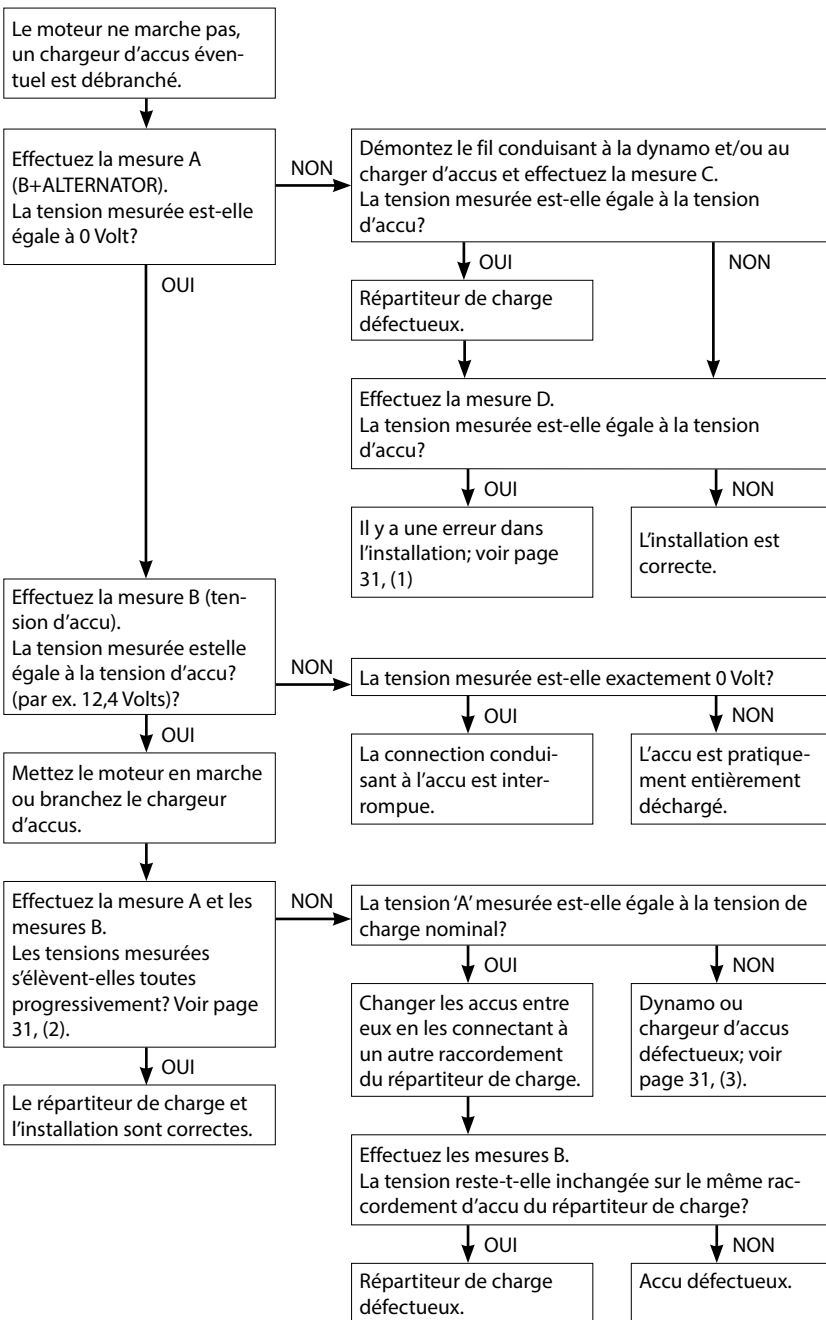 Le moteur ne marche pas,
un chargeur d'accus éven-
tuel est débranché.
Effectuez la mesure A
(B+ALTERNATOR).
La tension mesurée est-elle
égale à 0 Volt?
NON
Démontez le fil conduisant à la dynamo et/ou au
charger d'accus et effectuez la mesure C.
La tension mesurée est-elle égale à la tension
d'accu?
OUI
OUI
NON
Répartiteur de charge
défectueux.
Effectuez la mesure D.
La tension mesurée est-elle égale à la tension
d'accu?
OUI
NON
Il y a une erreur dans
l'installation; voir page
31, (1)
L'installation est
correcte.
Effectuez la mesure B (ten-
sion d'accu).
La tension mesurée estelle
égale à la tension d'accu?
(par ex. 12,4 Volts)?
NON
La tension mesurée est-elle exactement 0 Volt?
OUI
OUI
NON
La connection condui-
sant à l'accu est inter-
rompue.
L'accu est pratique-
ment entièrement
déchargé.
Mettez le moteur en marche
ou branchez le chargeur
d'accus.
Effectuez la mesure A et les
mesures B.
Les tensions mesurées
s'élèvent-elles toutes
progressivement? Voir page
31, (2).
NON
La tension 'A' mesurée est-elle égale à la tension de
charge nominal?
OUI
OUI
NON
Changer les accus entre
eux en les connectant à
un autre raccordement
du répartiteur de charge.
Dynamo ou
chargeur d'accus
défectueux; voir
page 31, (3).
Le répartiteur de charge et
l'installation sont correctes.
Effectuez les mesures B.
La tension reste-t-elle inchangée sur le même rac-
cordement d'accu du répartiteur de charge?
OUI
NON
Répartiteur de charge
défectueux.
Accu défectueux.